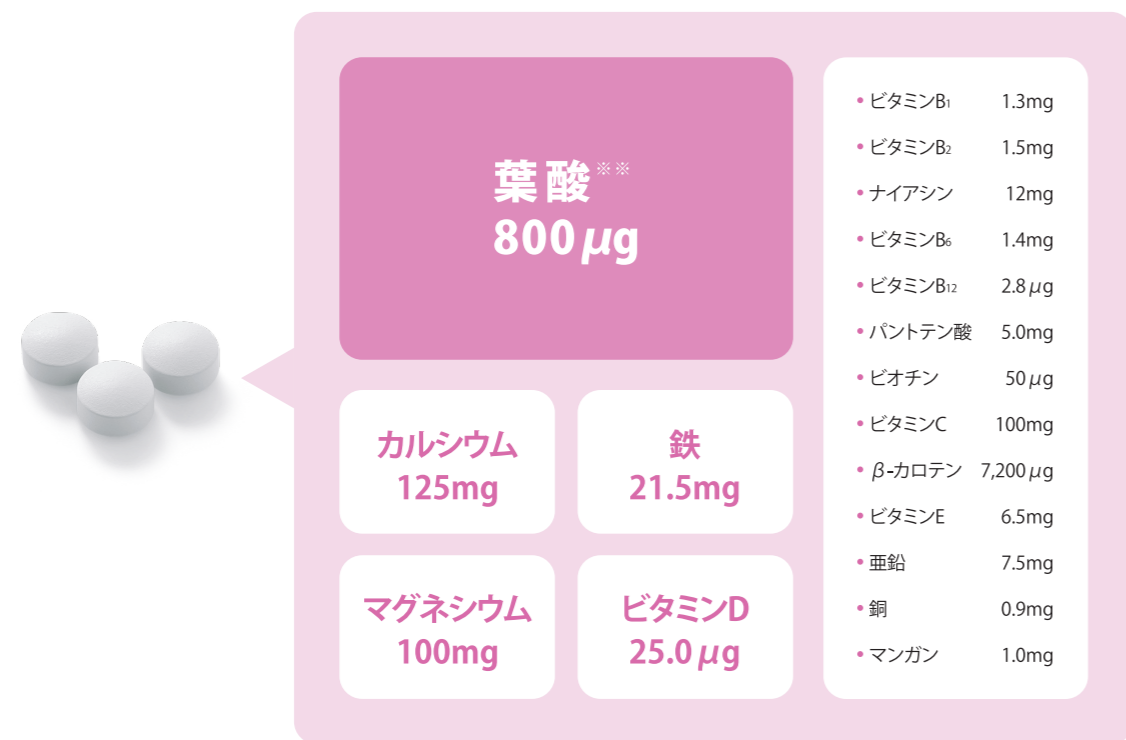 葉酸※※
800μg
カルシウム
125mg
鉄
21.5mg
マグネシウム
100mg
ビタミンD
25.0μg
• ビタミンB1 1.3mg
• ビタミンB2 1.5mg
• ナイアシン 12mg
• ビタミンB6 1.4mg
• ビタミンB12 2.8μg
• パントテン酸 5.0mg
• ビオチン 50μg
• ビタミンC 100mg
• β-カロテン 7,200μg
• ビタミンE 6.5mg
• 亜鉛 7.5mg
• 銅 0.9mg
• マンガン 1.0mg